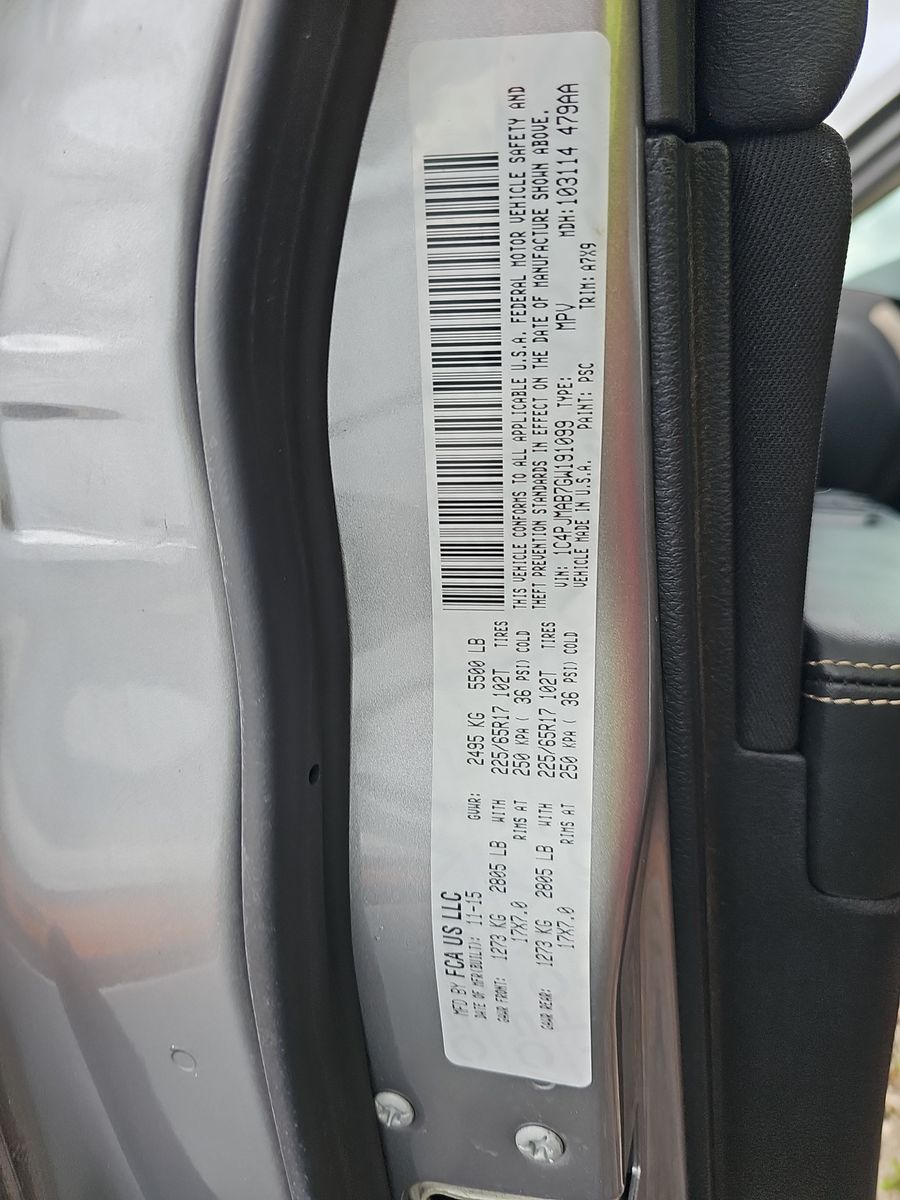 MFD BY FCA US LLC
DATE OF MFR(BUILT): 11-15 GVWR: 2495 KG 5500 LB
GAWR FRONT: 1273 KG 2805 LB WITH 225/65R17 102T TIRES
17X7.0 RIMS AT 250 KPA ( 36 PSI) COLD
GAWR REAR: 1273 KG 2805 LB WITH 225/65R17 102T TIRES
17X7.0 RIMS AT 250 KPA ( 36 PSI) COLD
THIS VEHICLE CONFORMS TO ALL APPLICABLE U.S.A. FEDERAL MOTOR VEHICLE SAFETY AND
THEFT PREVENTION STANDARDS IN EFFECT ON THE DATE OF MANUFACTURE SHOWN ABOVE.
VIN: 1C4PJMAB7GW191099 TYPE: MPV MDH:103114 479AA
VEHICLE MADE IN U.S.A. PAINT: PSC TRIM:A7X9